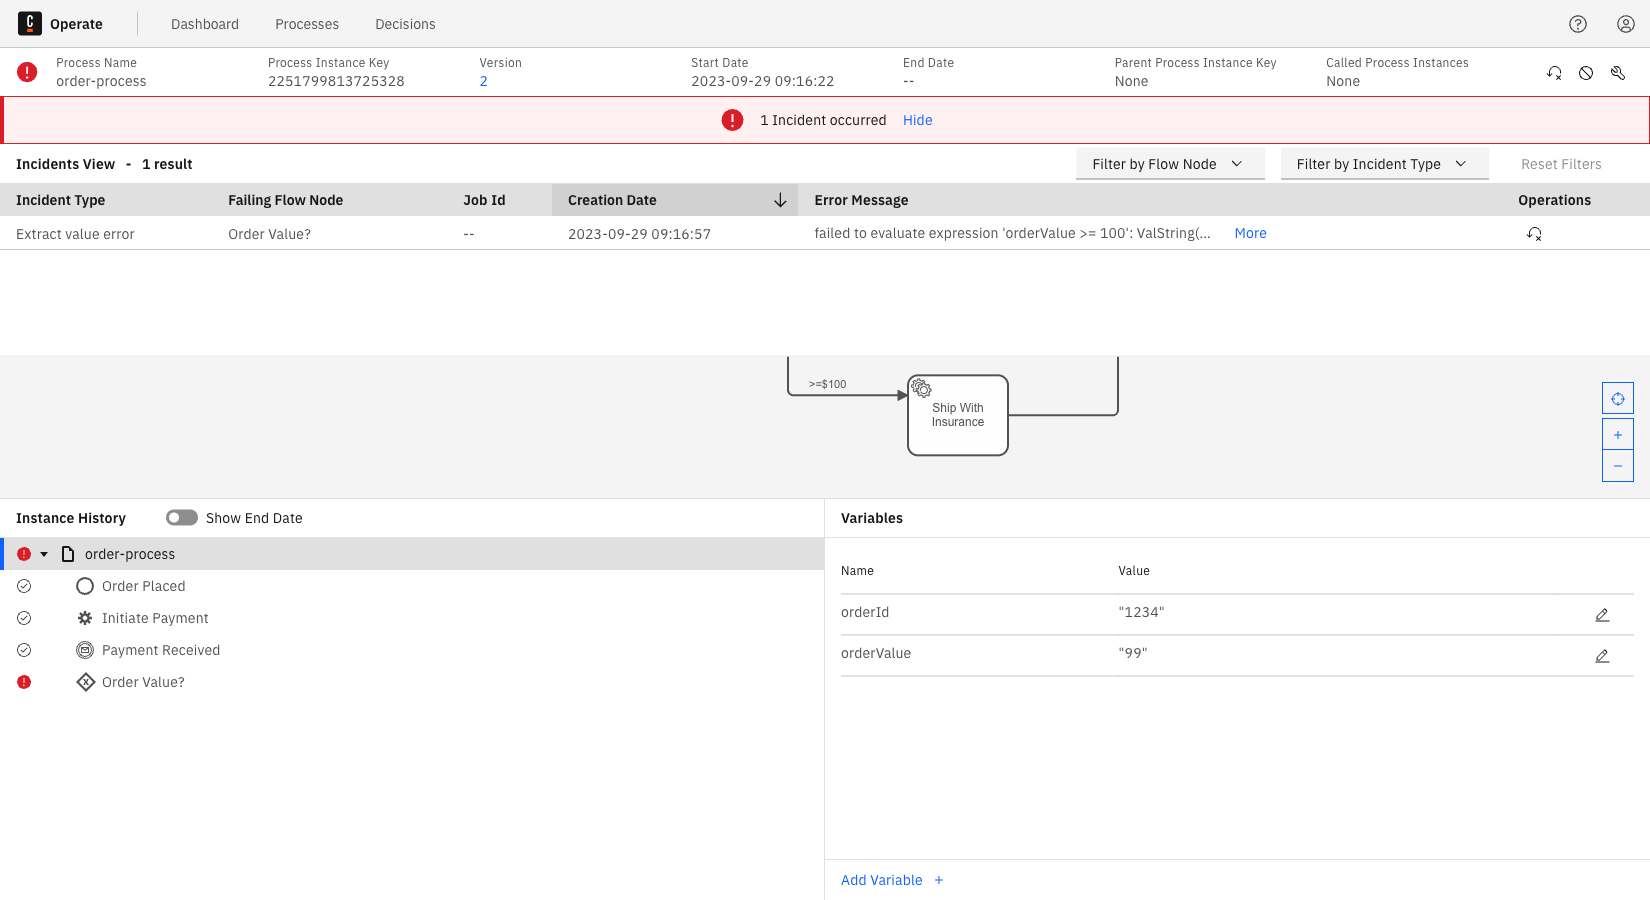 C Operate Dashboard Processes Decisions
Process Name Process Instance Key Version Start Date End Date Parent Process Instance Key Called Process Instances
order-process 2251799813725328 2 2023-09-29 09:16:22 -- None None
1 Incident occurred Hide
Incidents View - 1 result Filter by Flow Node Filter by Incident Type Reset Filters
Incident Type Failing Flow Node Job Id Creation Date Error Message Operations
Extract value error Order Value? -- 2023-09-29 09:16:57 failed to evaluate expression 'orderValue >= 100': ValString(... More
>=$100
Ship With
Insurance
Instance History Show End Date
order-process
Order Placed
Initiate Payment
Payment Received
Order Value?
Variables
Name Value
orderId "1234"
orderValue "99"
Add Variable +